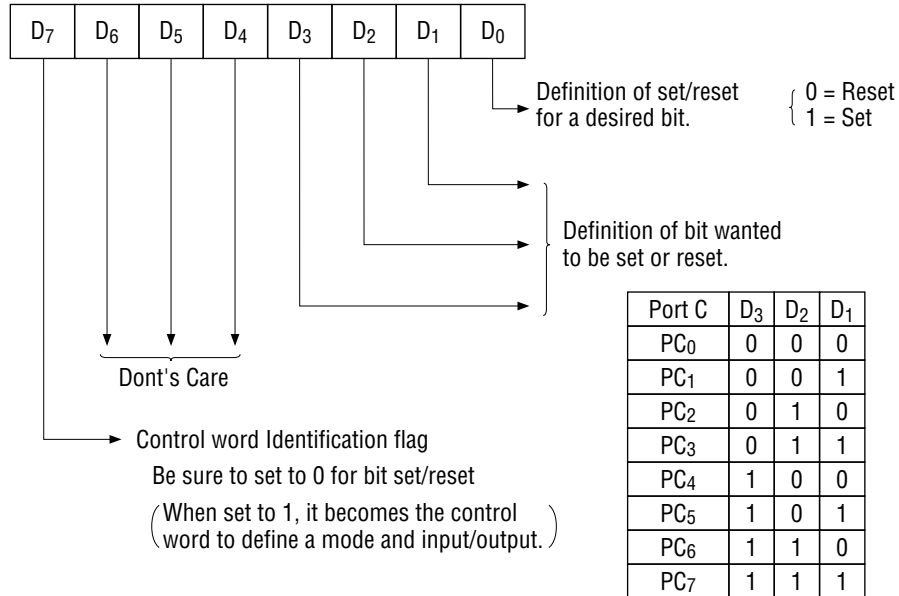 D7 D6 D5 D4 D3 D2 D1 D0
Definition of set/reset
for a desired bit.
0 = Reset
1 = Set
Definition of bit wanted
to be set or reset.
Dont's Care
Control word Identification flag
Be sure to set to 0 for bit set/reset
(When set to 1, it becomes the control
word to define a mode and input/output.)
Port C D3 D2 D1
PC0 0 0 0
PC1 0 0 1
PC2 0 1 0
PC3 0 1 1
PC4 1 0 0
PC5 1 0 1
PC6 1 1 0
PC7 1 1 1